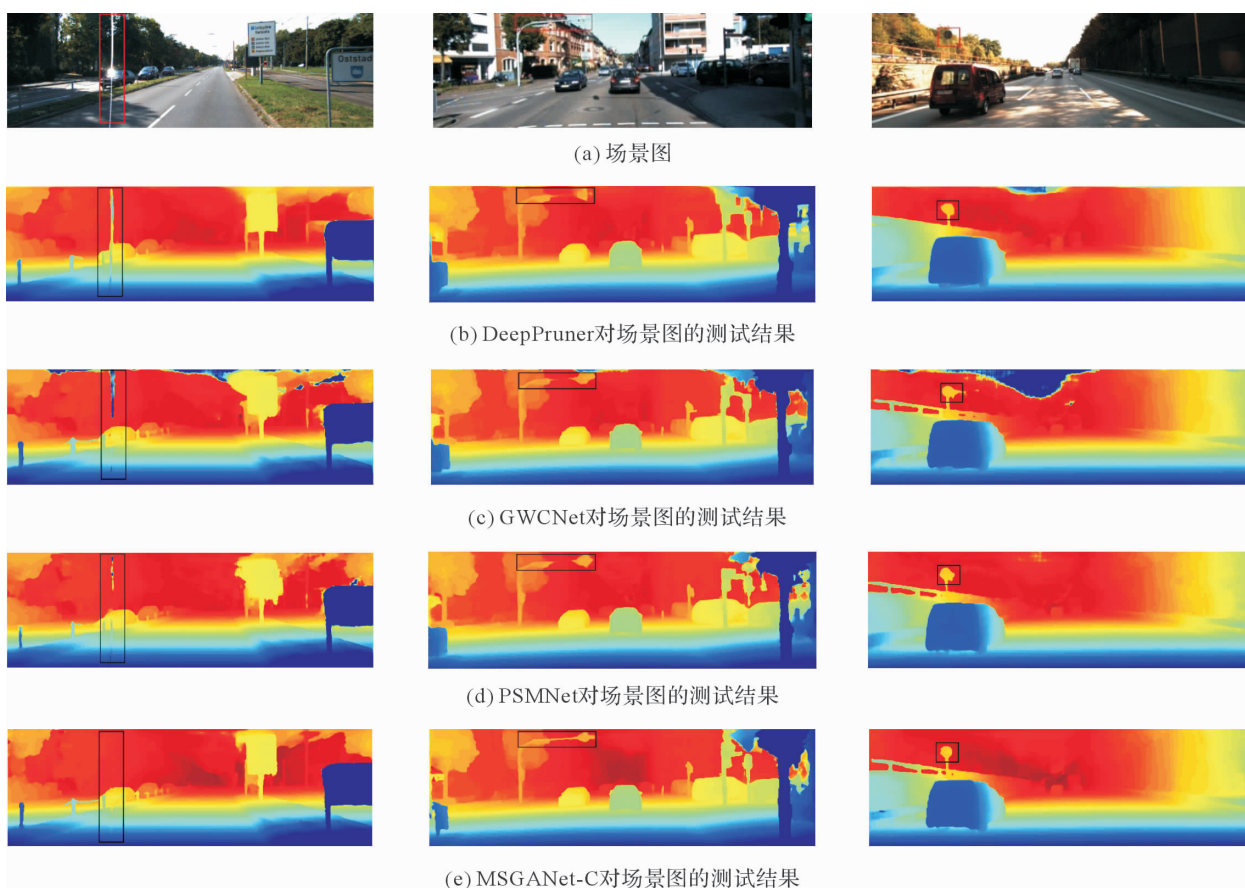 Oststadt
(a) 场景图
(b) DeepPruner对场景图的测试结果
(c) GWCNet对场景图的测试结果
(d) PSMNet对场景图的测试结果
(e) MSGANet-C对场景图的测试结果